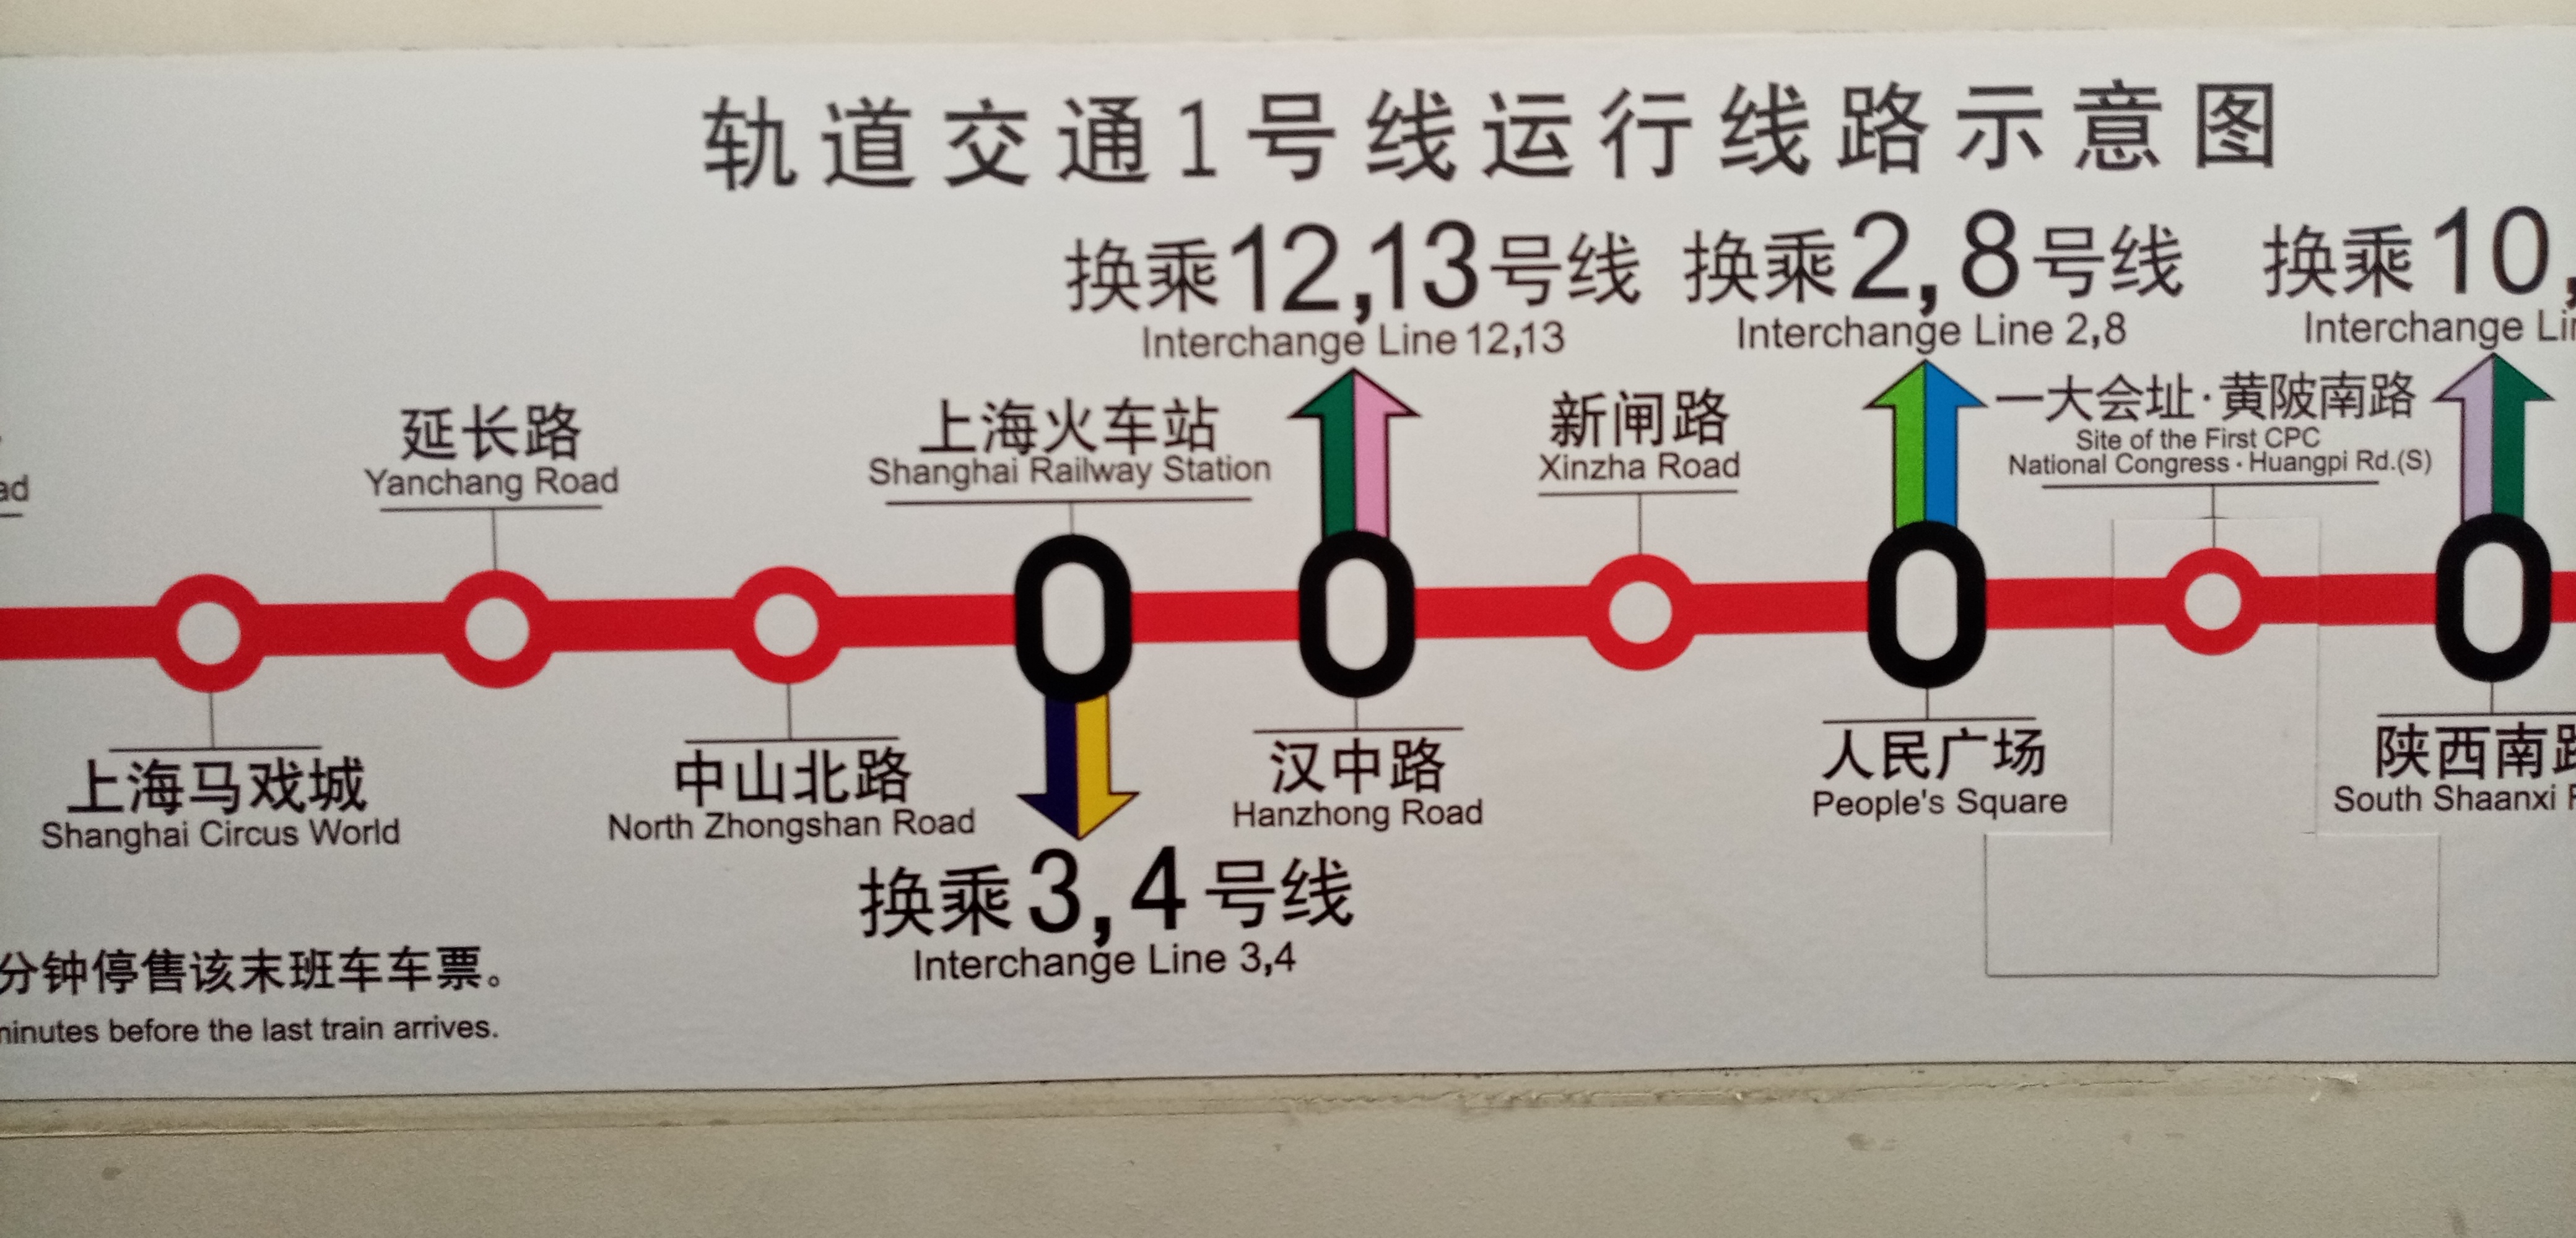 轨道交通1号线运行线路示意图
换乘12,13号线
Interchange Line 12,13
换乘2,8号线
Interchange Line 2,8
换乘10,
Interchange
延长路
Yanchang Road
上海火车站
Shanghai Railway Station
新闸路
Xinzha Road
一大会址·黄陂南路
Site of the First CPC
National Congress·Huangpi Rd.(S)
上海马戏城
Shanghai Circus World
中山北路
North Zhongshan Road
汉中路
Hanzhong Road
人民广场
People's Square
陕西南路
South Shaanxi
换乘3,4号线
Interchange Line 3,4
分钟停售该末班车车票。
minutes before the last train arrives.